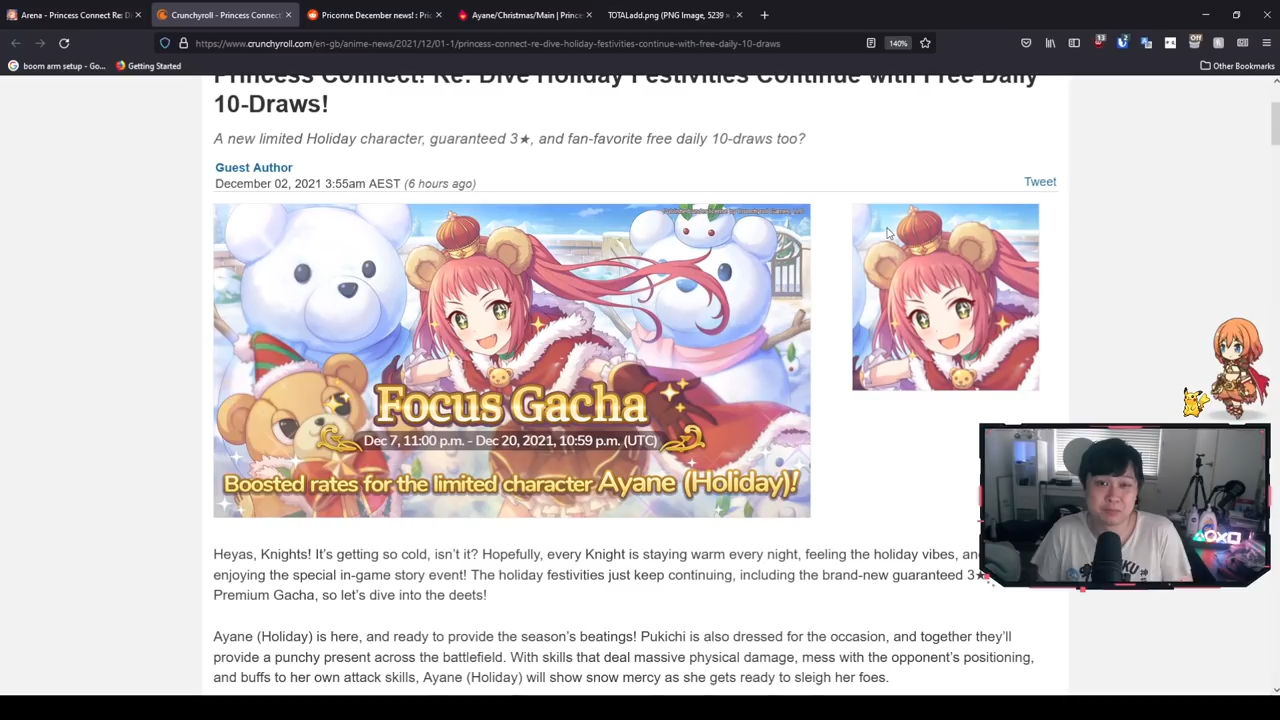 Arena - Princess Connect Re: D
Crunchyroll - Princess Connect!
Priconne December news! : Pri
Ayane/Christmas/Main | Prince
TOTALadd.png (PNG Image, 5239 ×
https://www.crunchyroll.com/en-gb/anime-news/2021/12/01-1/princess-connect-re-dive-holiday-festivities-continue-with-free-daily-10-draws
140%
13
2
Off
boom arm setup - Go...
Getting Started
Other Bookmarks
Princess Connect! Re: Dive Holiday Festivities Continue with Free Daily
10-Draws!
A new limited Holiday character, guaranteed 3★, and fan-favorite free daily 10-draws too?
Guest Author
December 02, 2021 3:55am AEST (6 hours ago)
Tweet
Focus Gacha
Dec 7, 11:00 p.m. - Dec 20, 2021, 10:59 p.m. (UTC)
Boosted rates for the limited character Ayane (Holiday)!
Heyas, Knights! It's getting so cold, isn't it? Hopefully, every Knight is staying warm every night, feeling the holiday vibes, an
enjoying the special in-game story event! The holiday festivities just keep continuing, including the brand-new guaranteed 3★
Premium Gacha, so let's dive into the deets!
Ayane (Holiday) is here, and ready to provide the season's beatings! Pukichi is also dressed for the occasion, and together they'll
provide a punchy present across the battlefield. With skills that deal massive physical damage, mess with the opponent's positioning,
and buffs to her own attack skills, Ayane (Holiday) will show snow mercy as she gets ready to sleigh her foes.